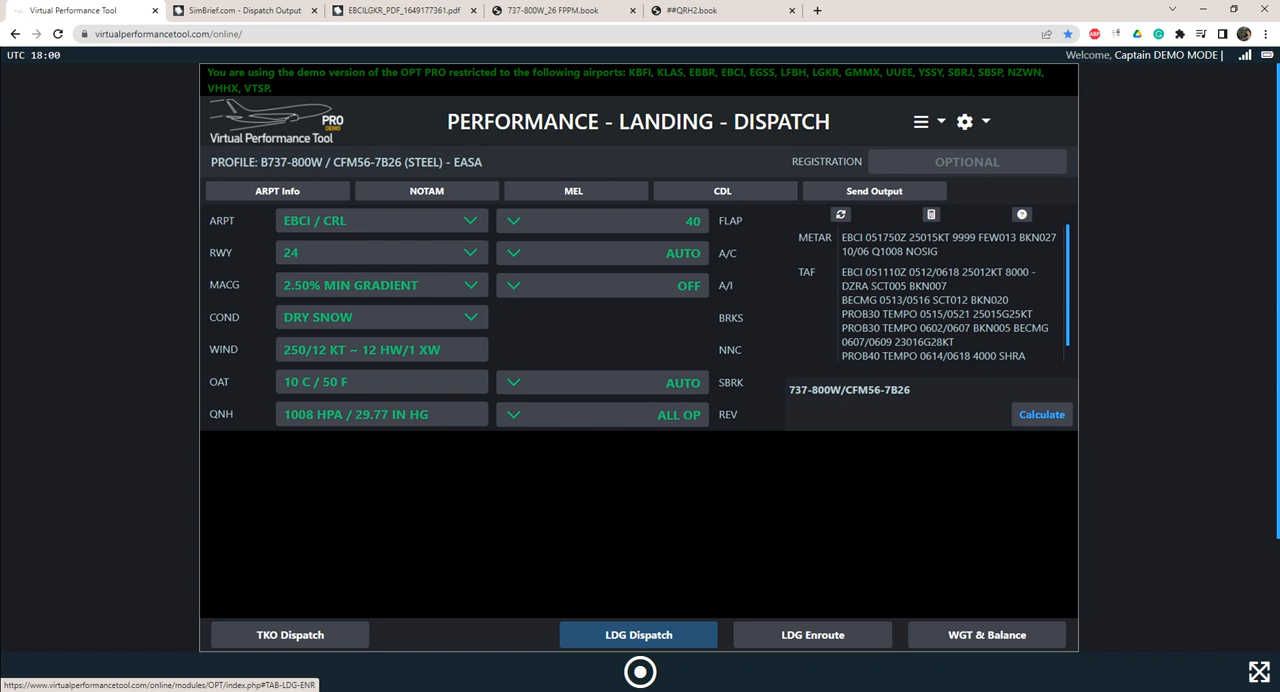 Virtual Performance Tool
SimBrief.com - Dispatch Output
EBCILGKR_PDF_1649177361.pdf
737-800W_26 FPPM.book
##QRH2.book
virtualperformancetool.com/online/
UTC 18:00
Welcome, Captain DEMO MODE |
You are using the demo version of the OPT PRO restricted to the following airports: KBFI, KLAS, EBBR, EBCI, EGSS, LFBH, LGKR, GMMX, UUEE, YSSY, SBRJ, SBSP, NZWN,
VHHX, VTSP.
PRO
DEMO
Virtual Performance Tool
PERFORMANCE - LANDING - DISPATCH
PROFILE: B737-800W / CFM56-7B26 (STEEL) - EASA
REGISTRATION
OPTIONAL
ARPT Info
NOTAM
MEL
CDL
Send Output
ARPT
EBCI / CRL
40
FLAP
RWY
24
AUTO
A/C
MACG
2.50% MIN GRADIENT
OFF
A/I
COND
DRY SNOW
BRKS
WIND
250/12 KT ~ 12 HW/1 XW
NNC
OAT
10 C / 50 F
AUTO
SBRK
QNH
1008 HPA / 29.77 IN HG
ALL OP
REV
METAR
EBCI 051750Z 25015KT 9999 FEW013 BKN027
10/06 Q1008 NOSIG
TAF
EBCI 051110Z 0512/0618 25012KT 8000 -
DZRA SCT005 BKN007
BECMG 0513/0516 SCT012 BKN020
PROB30 TEMPO 0515/0521 25015G25KT
PROB30 TEMPO 0602/0607 BKN005 BECMG
0607/0609 23016G28KT
PROB40 TEMPO 0614/0618 4000 SHRA
737-800W/CFM56-7B26
Calculate
TKO Dispatch
LDG Dispatch
LDG Enroute
WGT & Balance
https://www.virtualperformancetool.com/online/modules/OPT/index.php#TAB-LDG-ENR